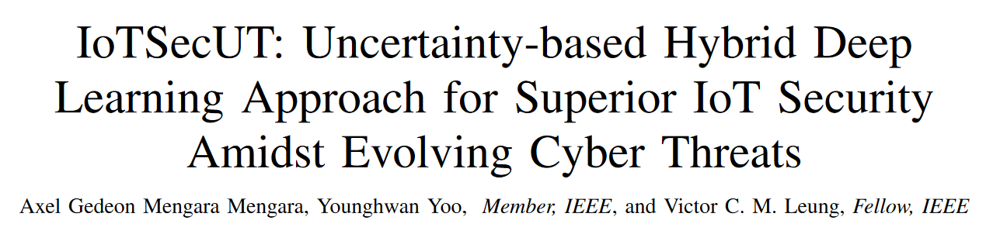 IoTSecUT: Uncertainty-based Hybrid Deep
Learning Approach for Superior IoT Security
Amidst Evolving Cyber Threats
Axel Gedeon Mengara Mengara, Younghwan Yoo, Member, IEEE, and Victor C. M. Leung, Fellow, IEEE